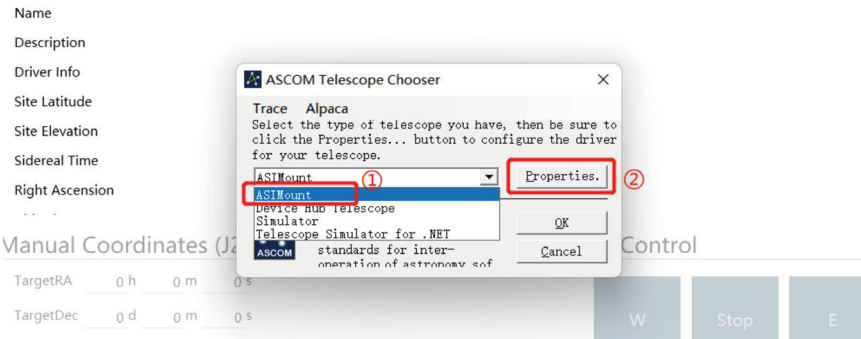 Name
Description
Driver Info
Site Latitude
Site Elevation
Sidereal Time
Right Ascension
ASCOM Telescope Chooser
Trace Alpaca
Select the type of telescope you have, then be sure to
click the Properties... button to configure the driver
for your telescope.
ASIMount ① Properties. ②
ASIMount
Device Hub Telescope
Simulator
Telescope Simulator for .NET
OK
ASCOM standards for inter-
operation of astronomy sof
Cancel
Manual Coordinates (J2 Control
TargetRA 0 h 0 m 0 s
TargetDec 0 d 0 m 0 s
W Stop E